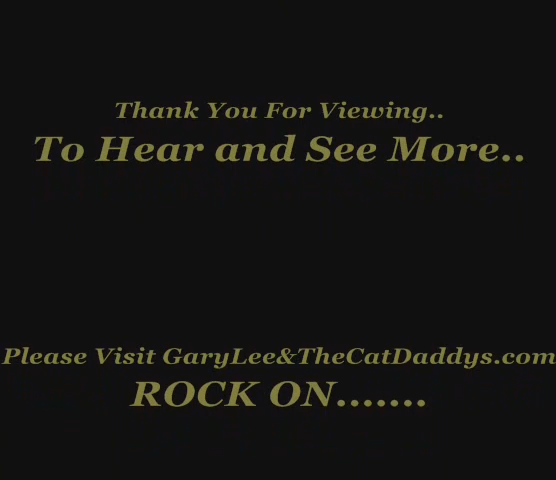 Thank You For Viewing..
To Hear and See More..
Please Visit GaryLee&TheCatDaddys.com
ROCK ON.......